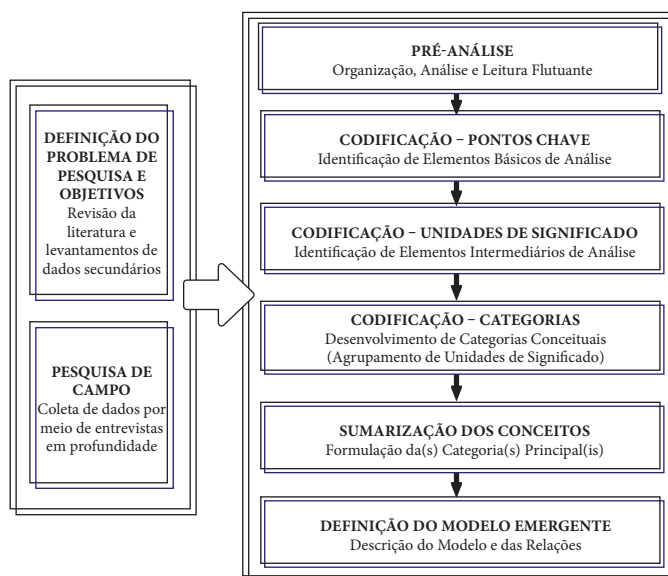 DEFINIÇÃO DO
PROBLEMA DE
PESQUISA E
OBJETIVOS
Revisão da
literatura e
levantamentos de
dados secundários
PESQUISA DE
CAMPO
Coleta de dados por
meio de entrevistas
em profundidade
PRÉ-ANÁLISE
Organização, Análise e Leitura Flutuante
CODIFICAÇÃO – PONTOS CHAVE
Identificação de Elementos Básicos de Análise
CODIFICAÇÃO – UNIDADES DE SIGNIFICADO
Identificação de Elementos Intermediários de Análise
CODIFICAÇÃO – CATEGORIAS
Desenvolvimento de Categorias Conceituais
(Agrupamento de Unidades de Significado)
SUMARIZAÇÃO DOS CONCEITOS
Formulação da(s) Categoria(s) Principal(is)
DEFINIÇÃO DO MODELO EMERGENTE
Descrição do Modelo e das Relações